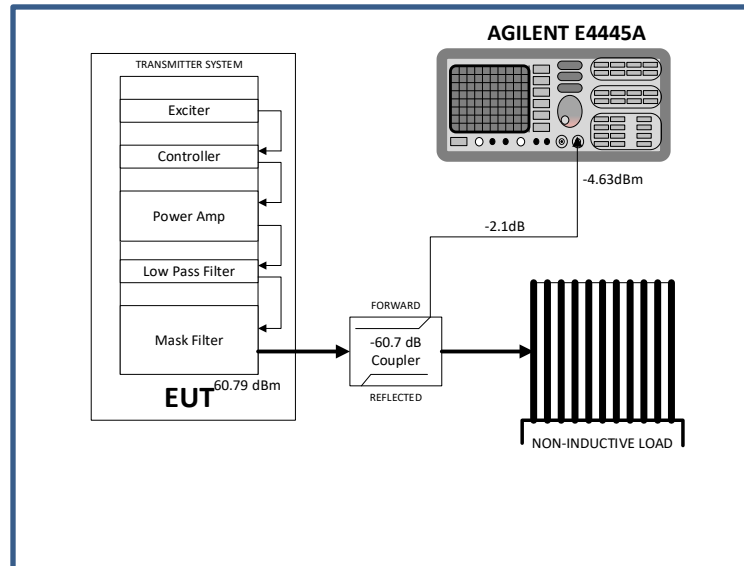 AGILENT E4445A
TRANSMITTER SYSTEM
Exciter
Controller
Power Amp
Low Pass Filter
Mask Filter
60.79 dBm
EUT
-4.63dBm
-2.1dB
FORWARD
-60.7 dB
Coupler
REFLECTED
NON-INDUCTIVE LOAD